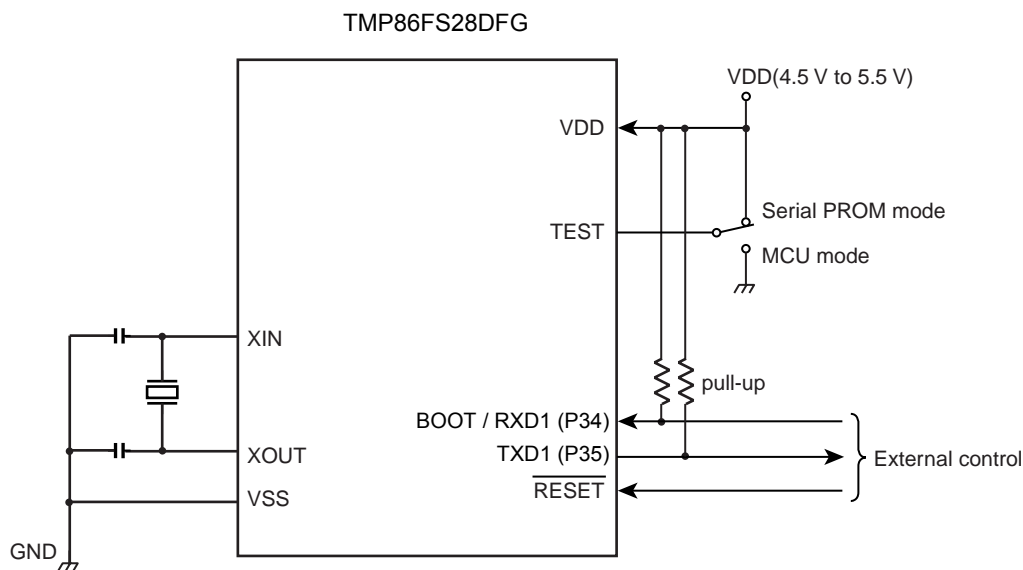 TMP86FS28DFG
VDD(4.5 V to 5.5 V)
VDD
Serial PROM mode
TEST
MCU mode
XIN
pull-up
BOOT / RXD1 (P34)
XOUT
TXD1 (P35)
External control
RESET
VSS
GND